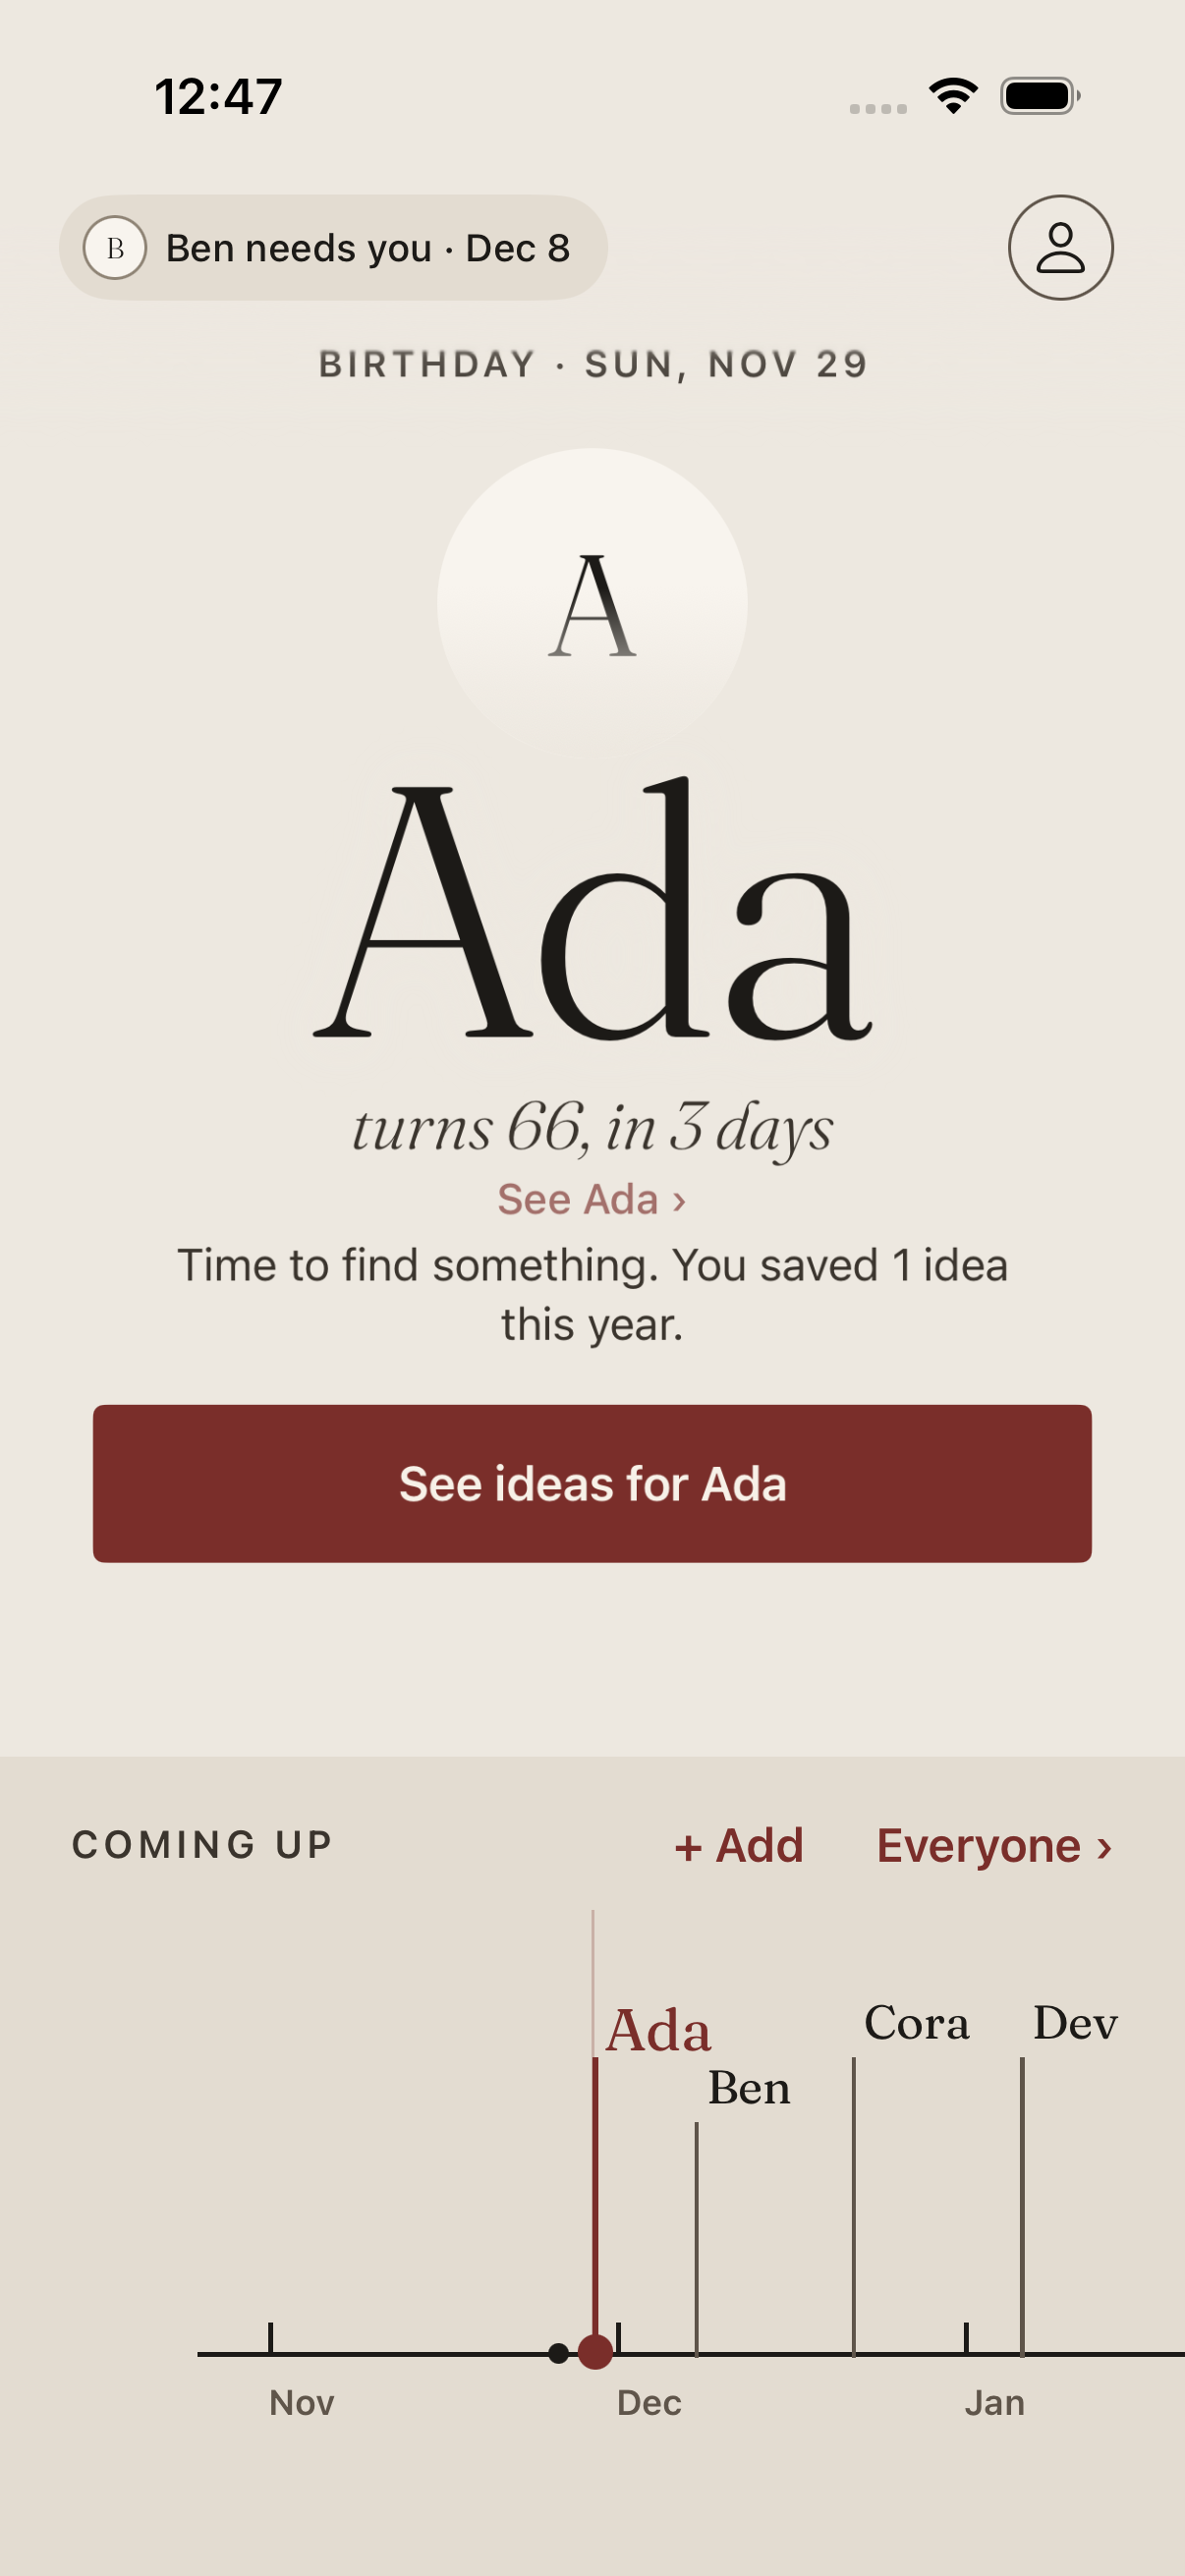 12:47
B Ben needs you · Dec 8
BIRTHDAY · SUN, NOV 29
A
Ada
turns 66, in 3 days
See Ada ›
Time to find something. You saved 1 idea
this year.
See ideas for Ada
COMING UP + Add Everyone ›
Ada Cora Dev
Ben
Nov Dec Jan